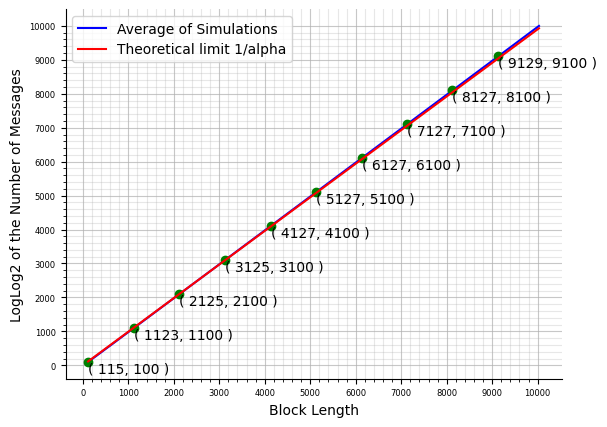 Average of Simulations
Theoretical limit 1/alpha
LogLog2 of the Number of Messages
10000
9000
8000
7000
6000
5000
4000
3000
2000
1000
0
( 9129, 9100 )
( 8127, 8100 )
( 7127, 7100 )
( 6127, 6100 )
( 5127, 5100 )
( 4127, 4100 )
( 3125, 3100 )
( 2125, 2100 )
( 1123, 1100 )
( 115, 100 )
0 1000 2000 3000 4000 5000 6000 7000 8000 9000 10000
Block Length